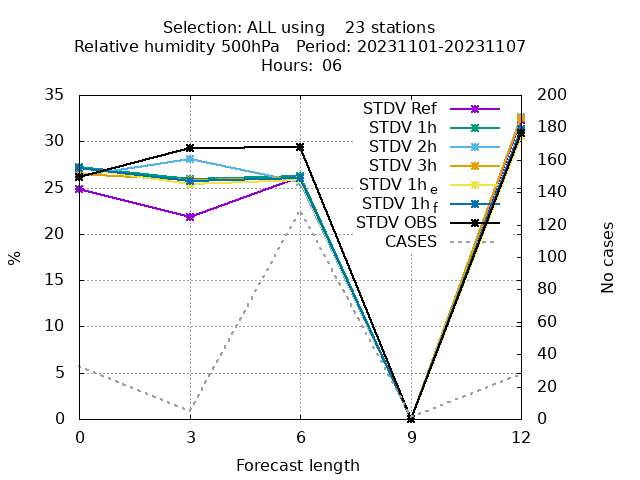 Selection: ALL using    23 stations
Relative humidity 500hPa   Period: 20231101-20231107
Hours: 06
35
30
25
20
15
10
5
0
%
200
180
160
140
120
100
80
60
40
20
0
No cases
STDV Ref
STDV 1h
STDV 2h
STDV 3h
STDV 1h e
STDV 1h f
STDV OBS
CASES
0 3 6 9 12
Forecast length